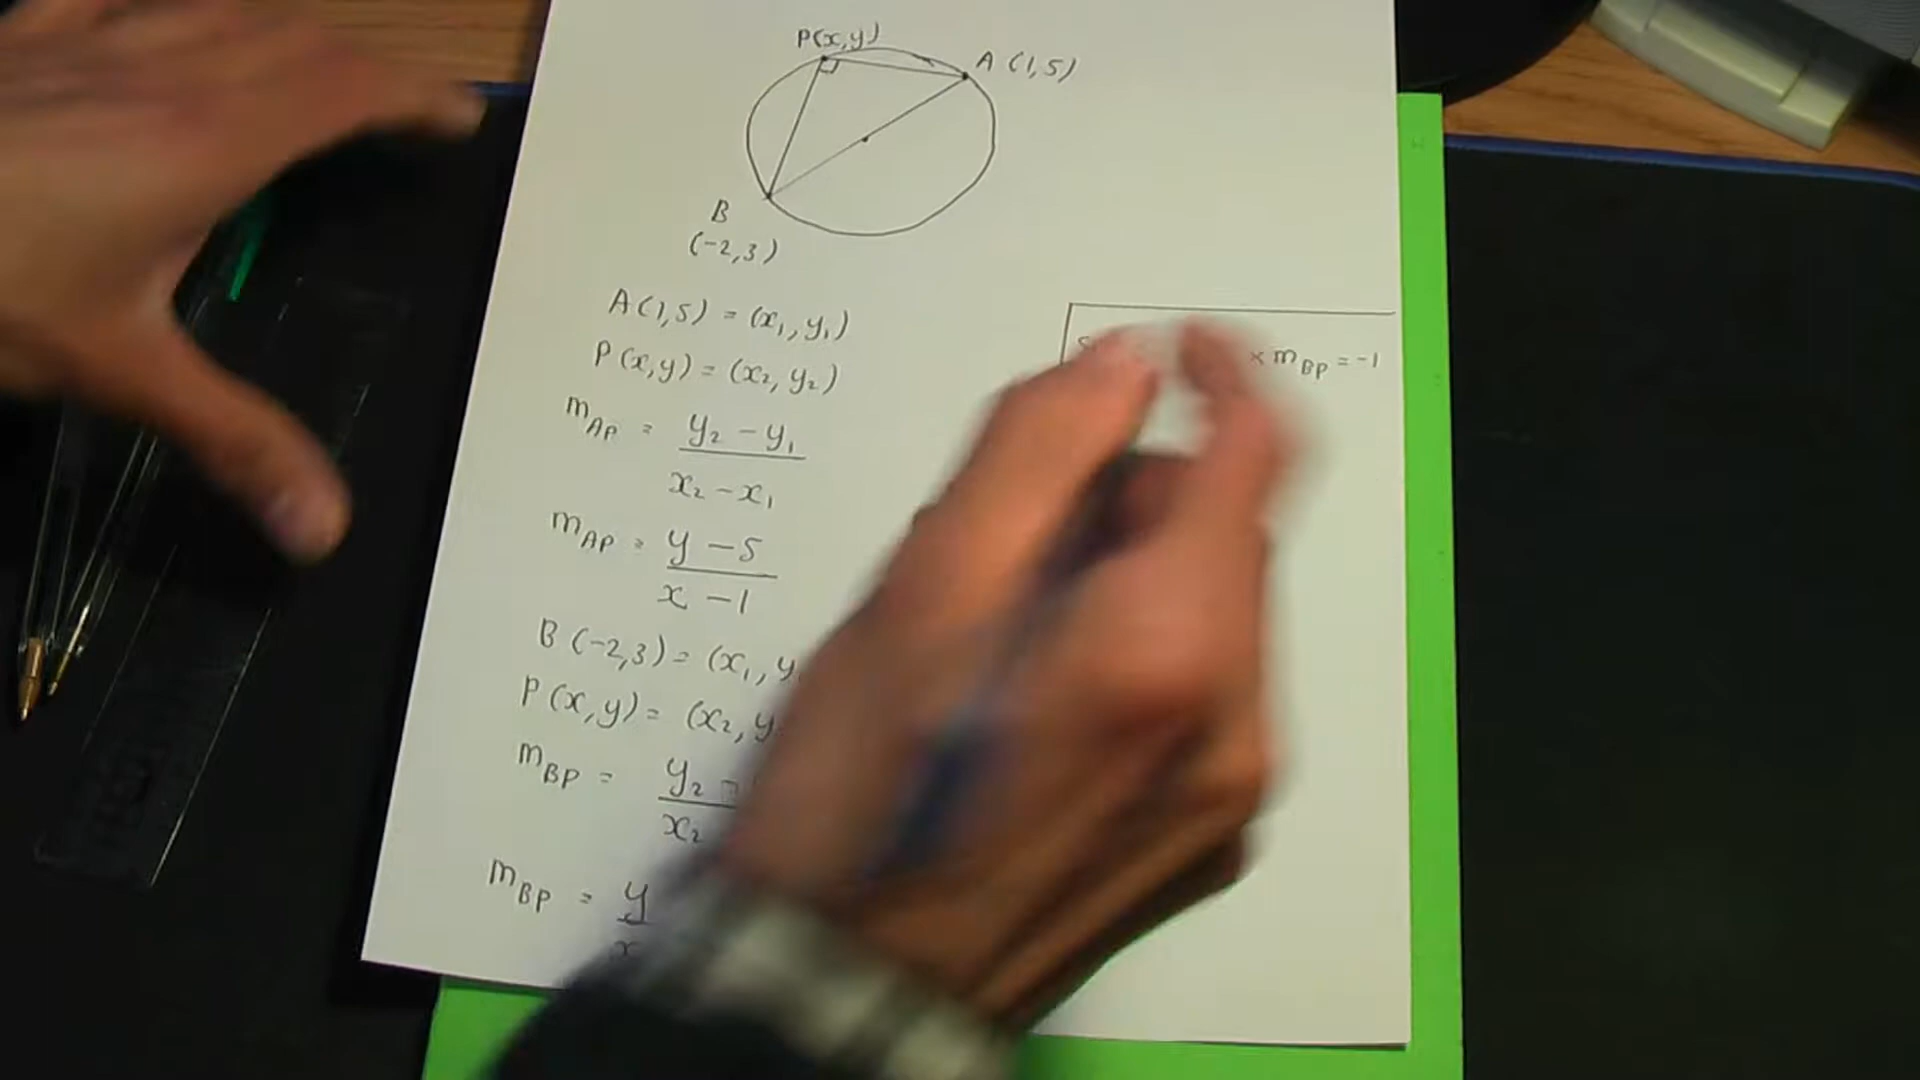 P(x,y)
A (1,5)
B
(-2,3)
A(1,5) = (x₁, y₁)
P(x,y) = (x₂, y₂)
m_AP = y₂ - y₁
x₂ - x₁
m_AP = y - 5
x - 1
B (-2,3) = (x₁, y
P(x,y) = (x₂, y
m_BP = y₂ -
x₂
m_BP = y
x
× m_BP = -1